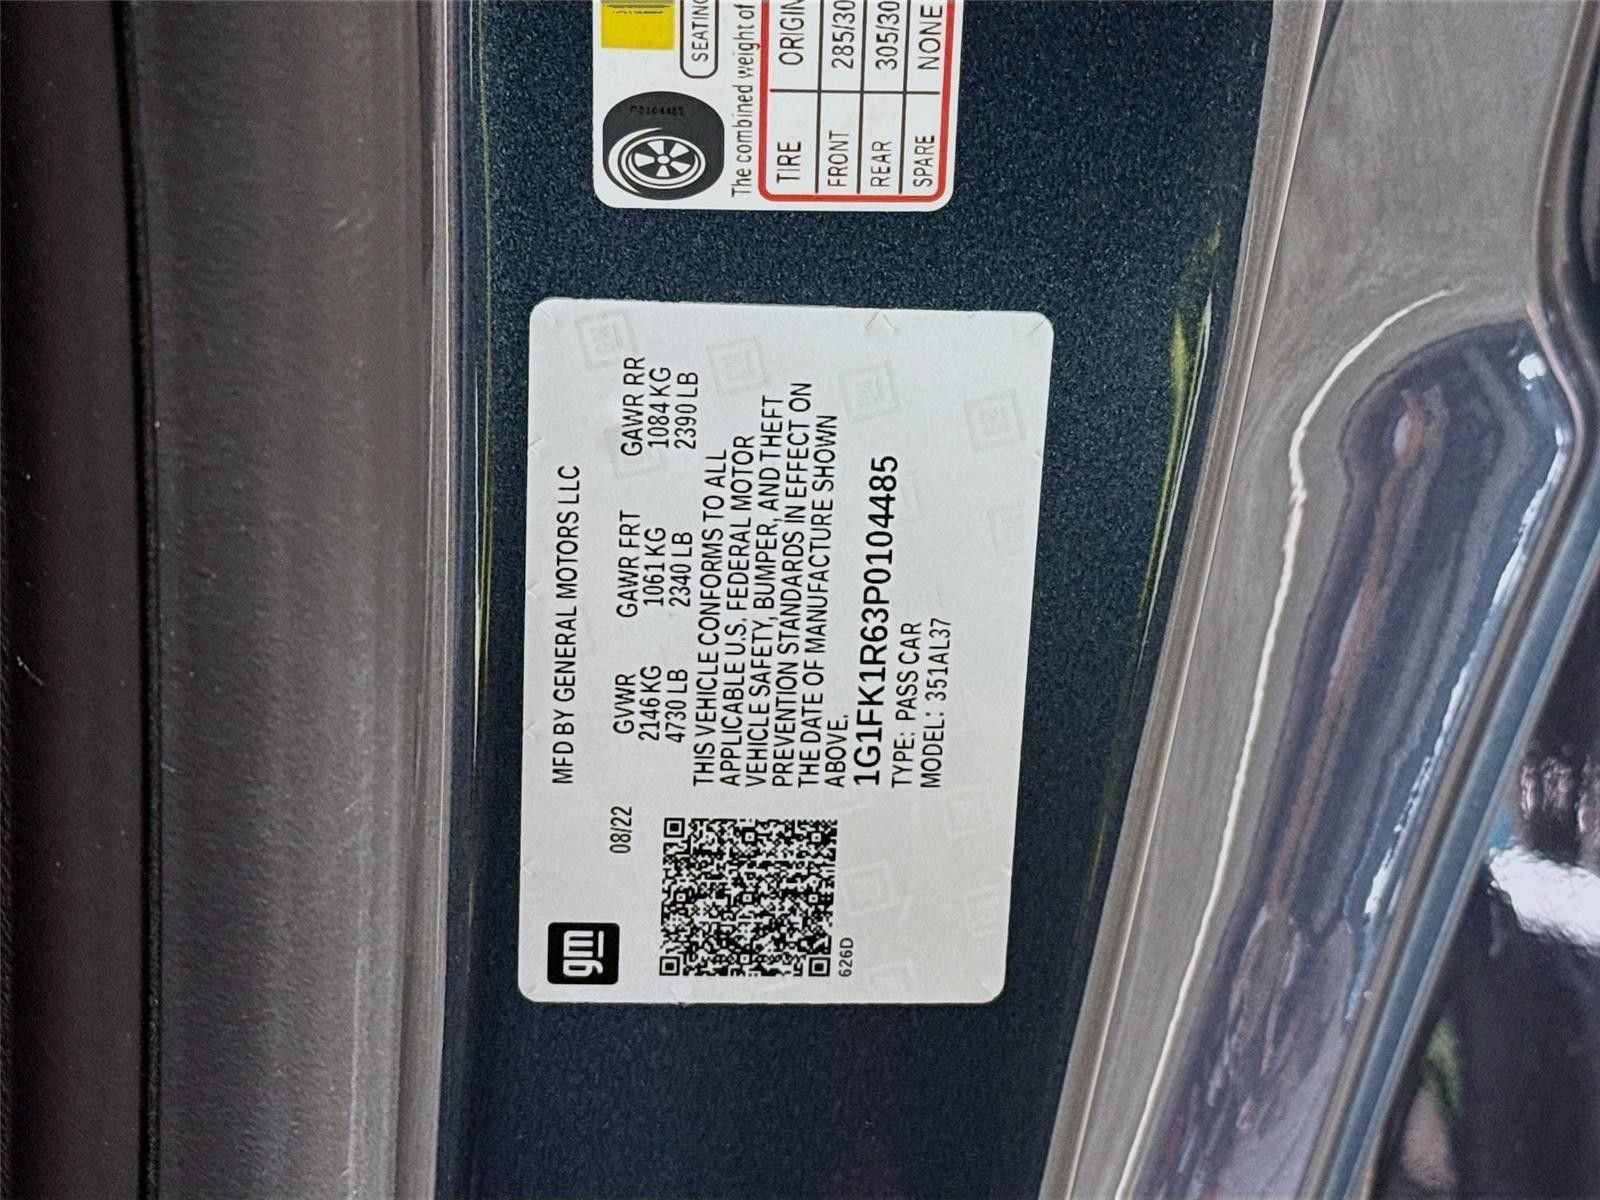 SEATING
The combined weight of
TIRE ORIGIN
FRONT 285/30
REAR 305/30
SPARE NONE
gm
08/22
MFD BY GENERAL MOTORS LLC
GVWR GAWR FRT GAWR RR
2146 KG 1061 KG 1084 KG
4730 LB 2340 LB 2390 LB
THIS VEHICLE CONFORMS TO ALL
APPLICABLE U.S. FEDERAL MOTOR
VEHICLE SAFETY, BUMPER, AND THEFT
PREVENTION STANDARDS IN EFFECT ON
THE DATE OF MANUFACTURE SHOWN
ABOVE.
1G1FK1R63P0104485
TYPE: PASS CAR
MODEL: 351AL37
626D